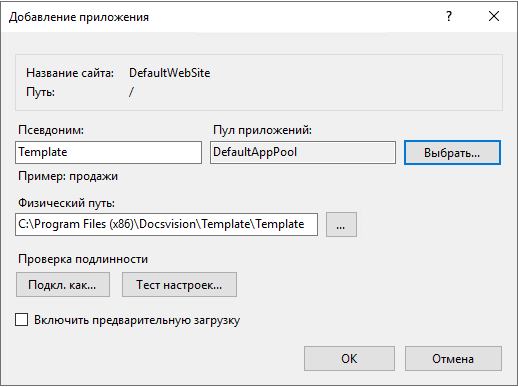 Добавление приложения
Название сайта: DefaultWebSite
Путь: /
Псевдоним: Пул приложений:
Template DefaultAppPool Выбрать...
Пример: продажи
Физический путь:
C:\Program Files (x86)\Docsvision\Template\Template ...
Проверка подлинности
Подкл. как... Тест настроек...
Включить предварительную загрузку
OK Отмена